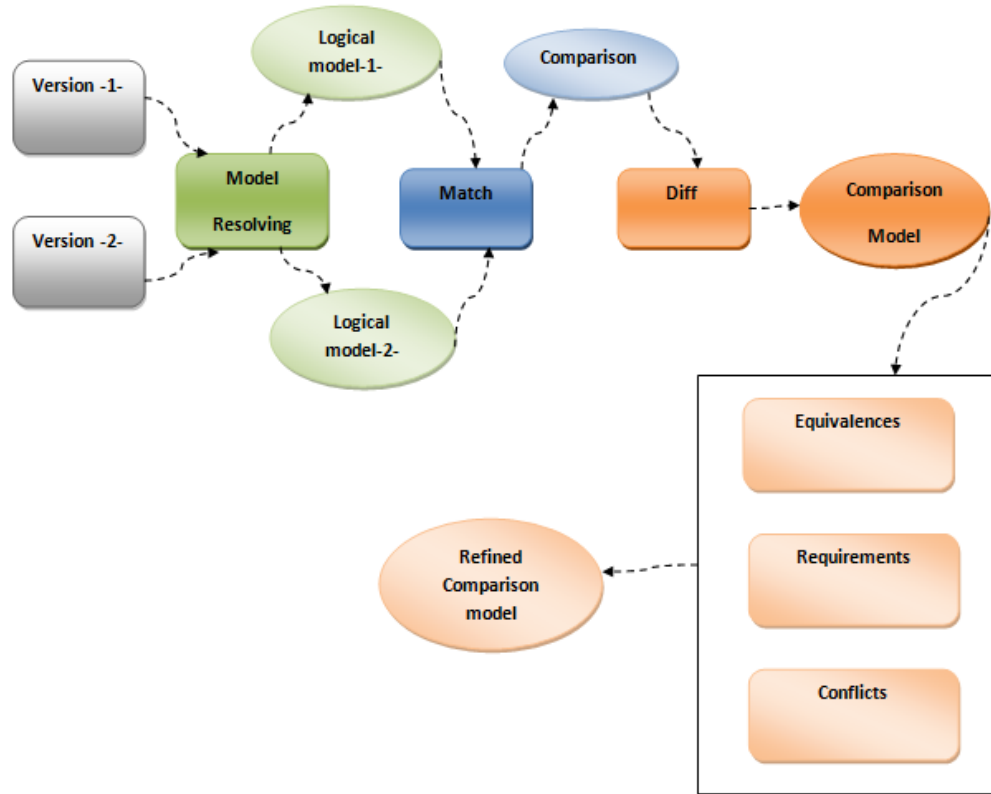 Logical
model-1-
Version -1-
Comparison
Model
Resolving
Match
Diff
Comparison
Model
Version -2-
Logical
model-2-
Equivalences
Requirements
Conflicts
Refined
Comparison
model